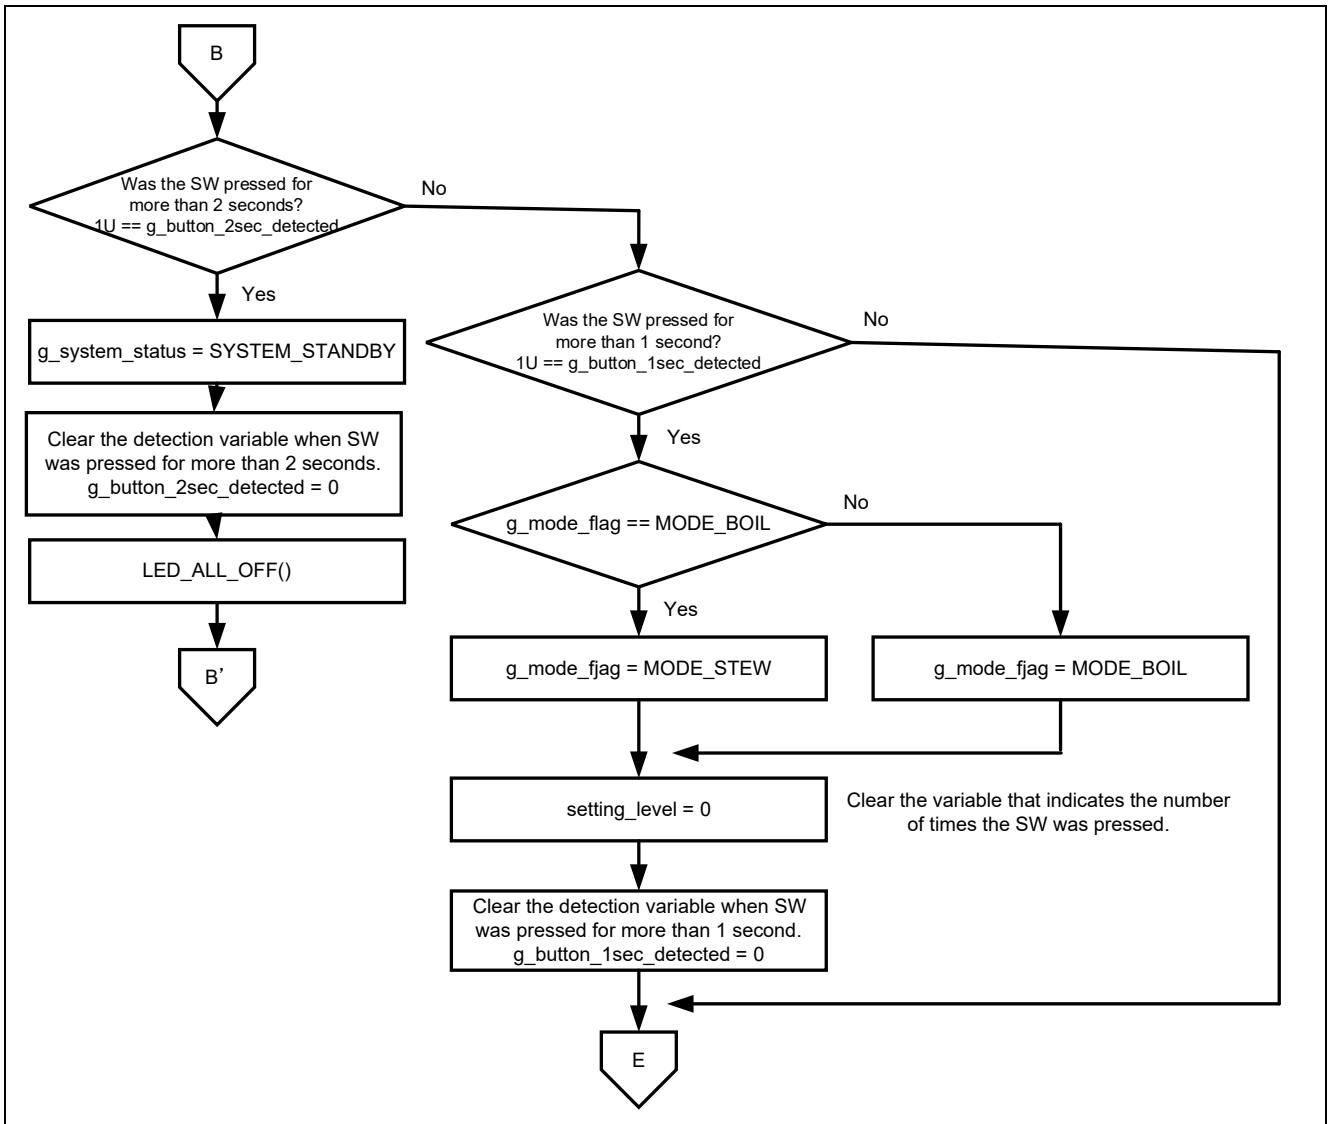 B
Was the SW pressed for
more than 2 seconds?
1U == g_button_2sec_detected
No
Yes
g_system_status = SYSTEM_STANDBY
Clear the detection variable when SW
was pressed for more than 2 seconds.
g_button_2sec_detected = 0
LED_ALL_OFF()
B’
Was the SW pressed for
more than 1 second?
1U == g_button_1sec_detected
No
Yes
g_mode_flag == MODE_BOIL
No
Yes
g_mode_fjag = MODE_STEW
g_mode_fjag = MODE_BOIL
setting_level = 0
Clear the variable that indicates the number
of times the SW was pressed.
Clear the detection variable when SW
was pressed for more than 1 second.
g_button_1sec_detected = 0
E